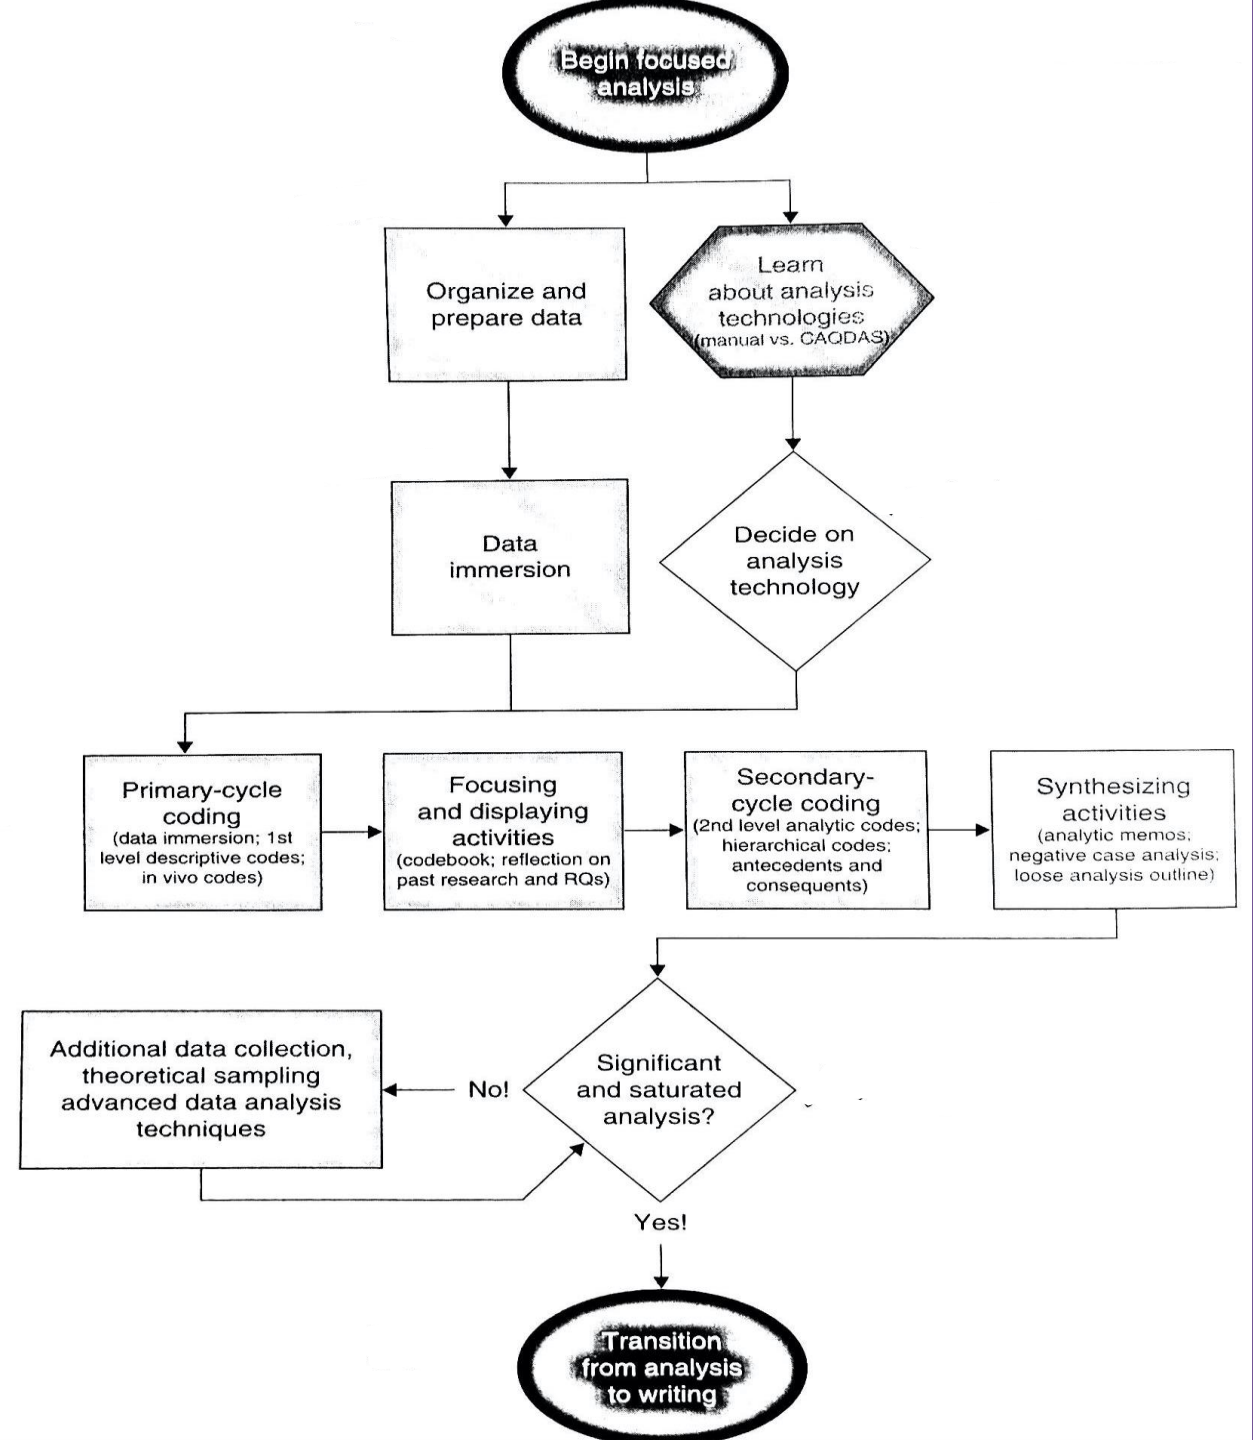 Begin focused
analysis
Organize and
prepare data
Learn
about analysis
technologies
(manual vs. CAQDAS)
Data
immersion
Decide on
analysis
technology
Primary-cycle
coding
(data immersion; 1st
level descriptive codes;
in vivo codes)
Focusing
and displaying
activities
(codebook; reflection on
past research and RQs)
Secondary-
cycle coding
(2nd level analytic codes;
hierarchical codes;
antecedents and
consequents)
Synthesizing
activities
(analytic memos;
negative case analysis;
loose analysis outline)
Additional data collection,
theoretical sampling
advanced data analysis
techniques
No!
Significant
and saturated
analysis?
Yes!
Transition
from analysis
to writing